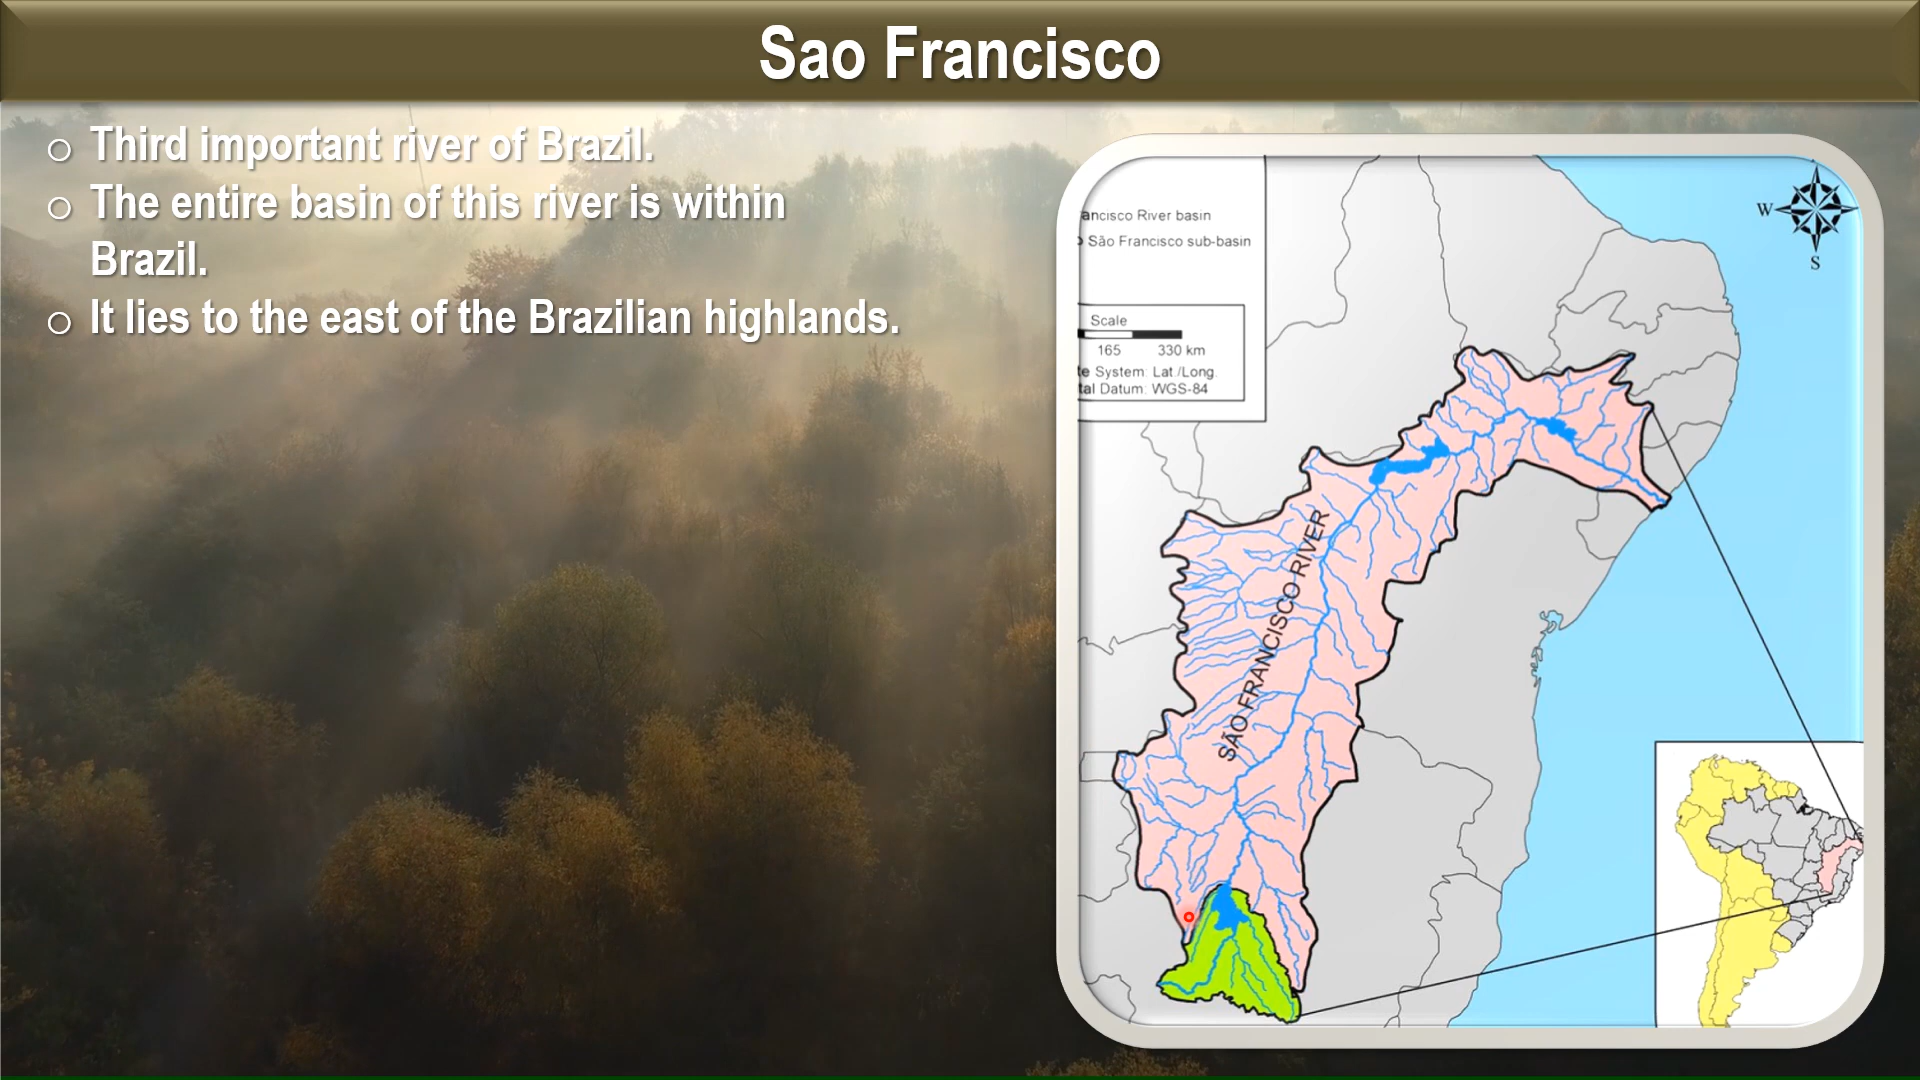 Sao Francisco
Third important river of Brazil.
The entire basin of this river is within
Brazil.
It lies to the east of the Brazilian highlands.
ancisco River basin
São Francisco sub-basin
Scale
165 330 km
System: Lat /Long.
Datum: WGS-84
W
S
SÃO FRANCISCO RIVER